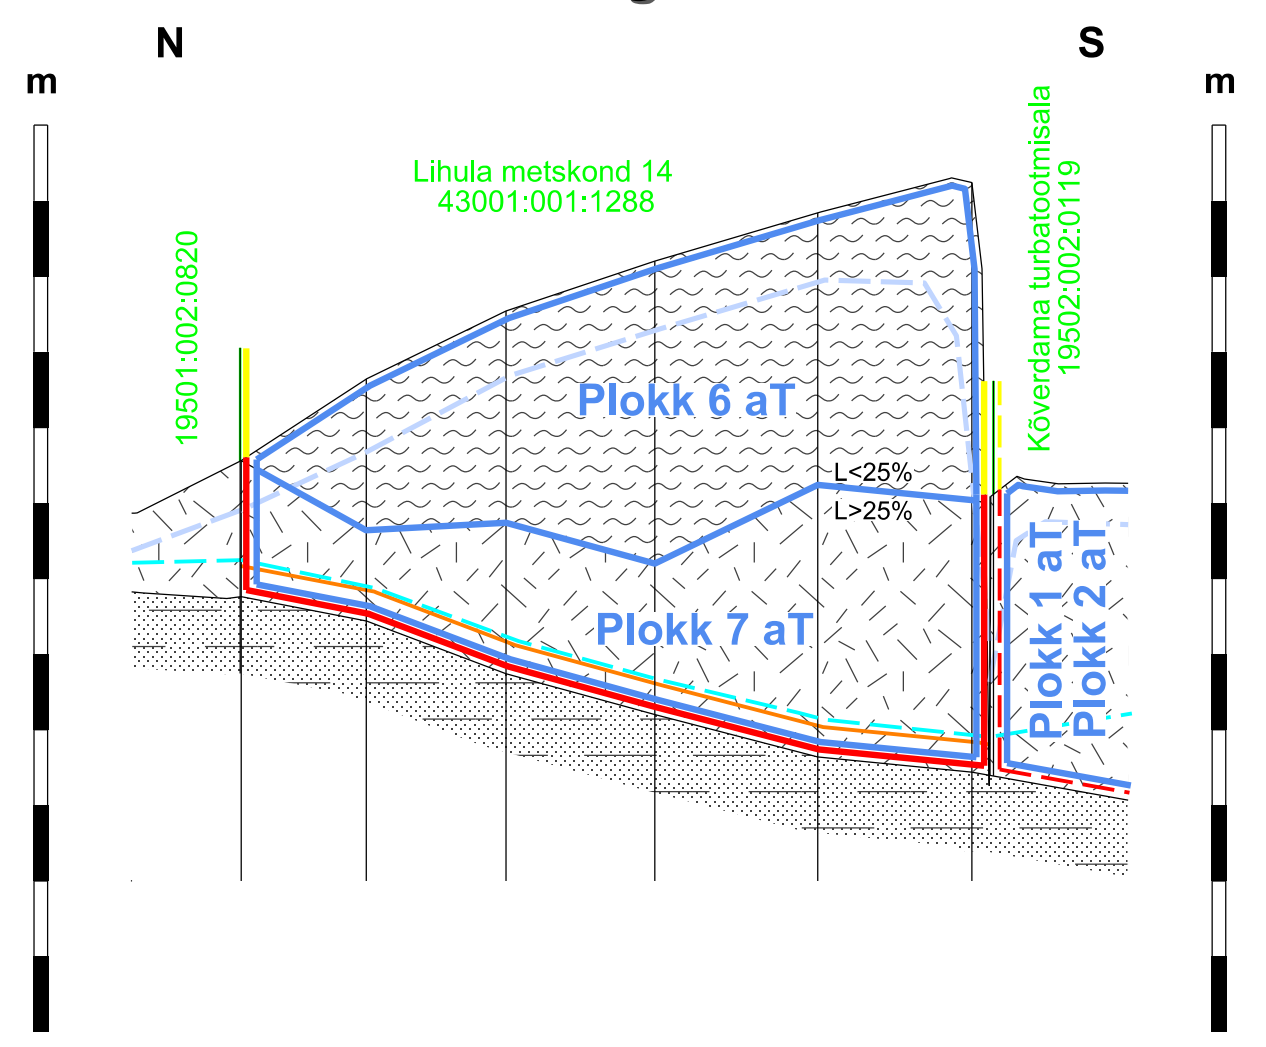 N
S
m
m
Lihula metskond 14
43001:001:1288
19501:002:0820
Kõverdama turbatootmisala
19502:002:0119
Plokk 6 aT
L<25%
L>25%
Plokk 7 aT
Plokk 1 aT
Plokk 2 aT